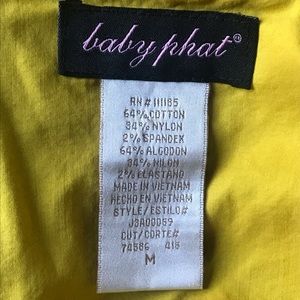 baby phat®
RN# 111185
64% COTTON
34% NYLON
2% SPANDEX
64% ALGODON
34% NILON
2% ELASTANO
MADE IN VIETNAM
HECHO EN VIETNAM
STYLE/ESTILO#
J3A00059
CUT/CORTE#
74586 415
M